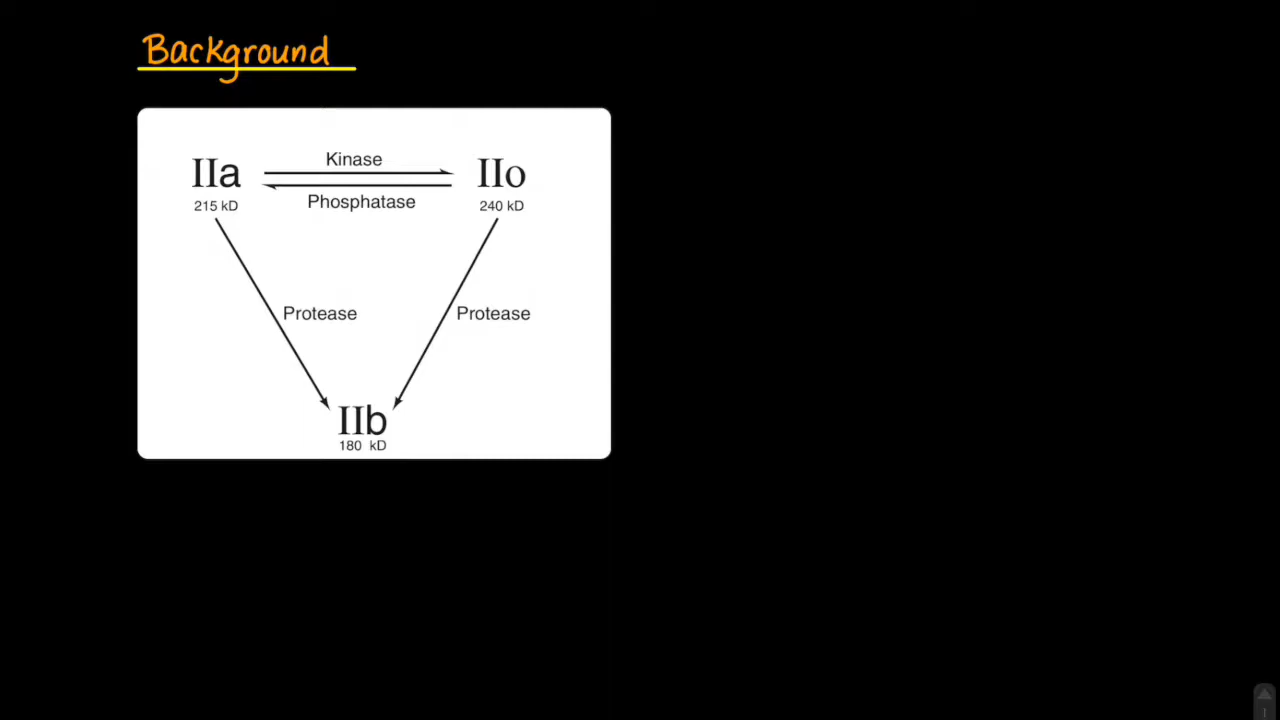 Background
Kinase
IIa IIo
Phosphatase
215 kD 240 kD
Protease Protease
IIb
180 kD